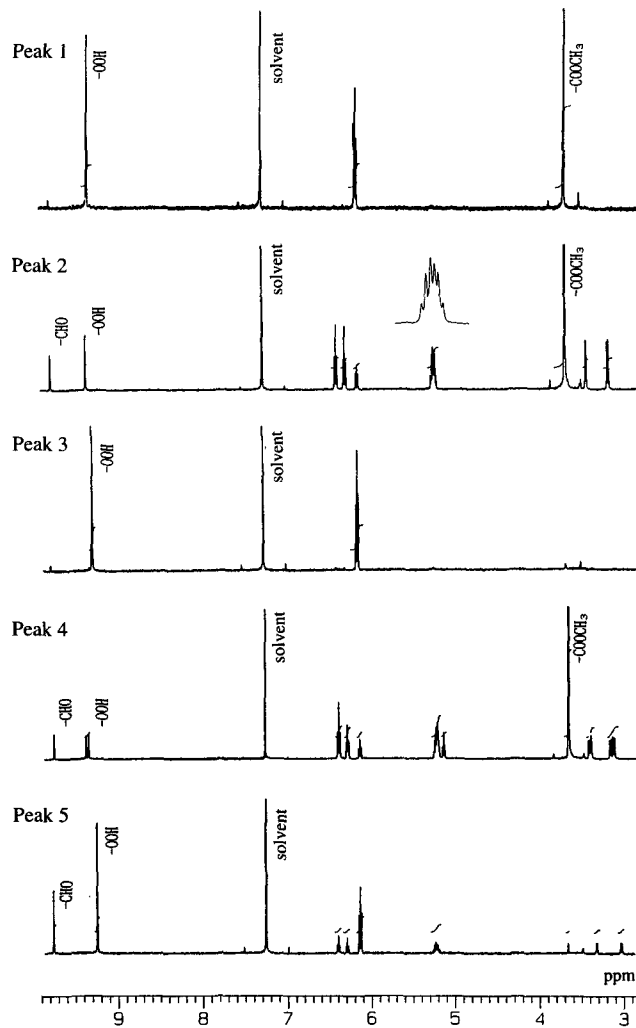 Peak 1
-OOH
solvent
-COOCH₃
Peak 2
-CHO
-OOH
solvent
-COOCH₃
Peak 3
-OOH
solvent
Peak 4
-CHO
-OOH
solvent
-COOCH₃
Peak 5
-CHO
-OOH
solvent
ppm
9 7 6 5 4 3